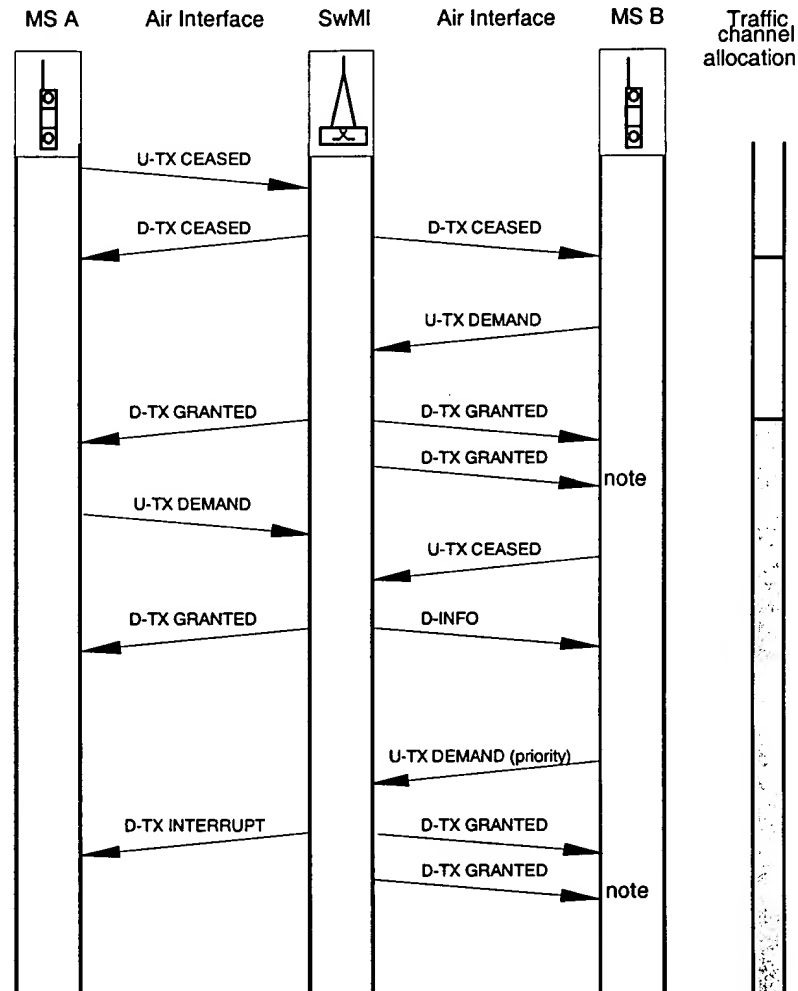 MS A Air Interface SwMI Air Interface MS B Traffic
channel
allocation
U-TX CEASED
D-TX CEASED D-TX CEASED
U-TX DEMAND
D-TX GRANTED D-TX GRANTED
D-TX GRANTED note
U-TX DEMAND
U-TX CEASED
D-TX GRANTED D-INFO
U-TX DEMAND (priority)
D-TX INTERRUPT D-TX GRANTED
D-TX GRANTED note